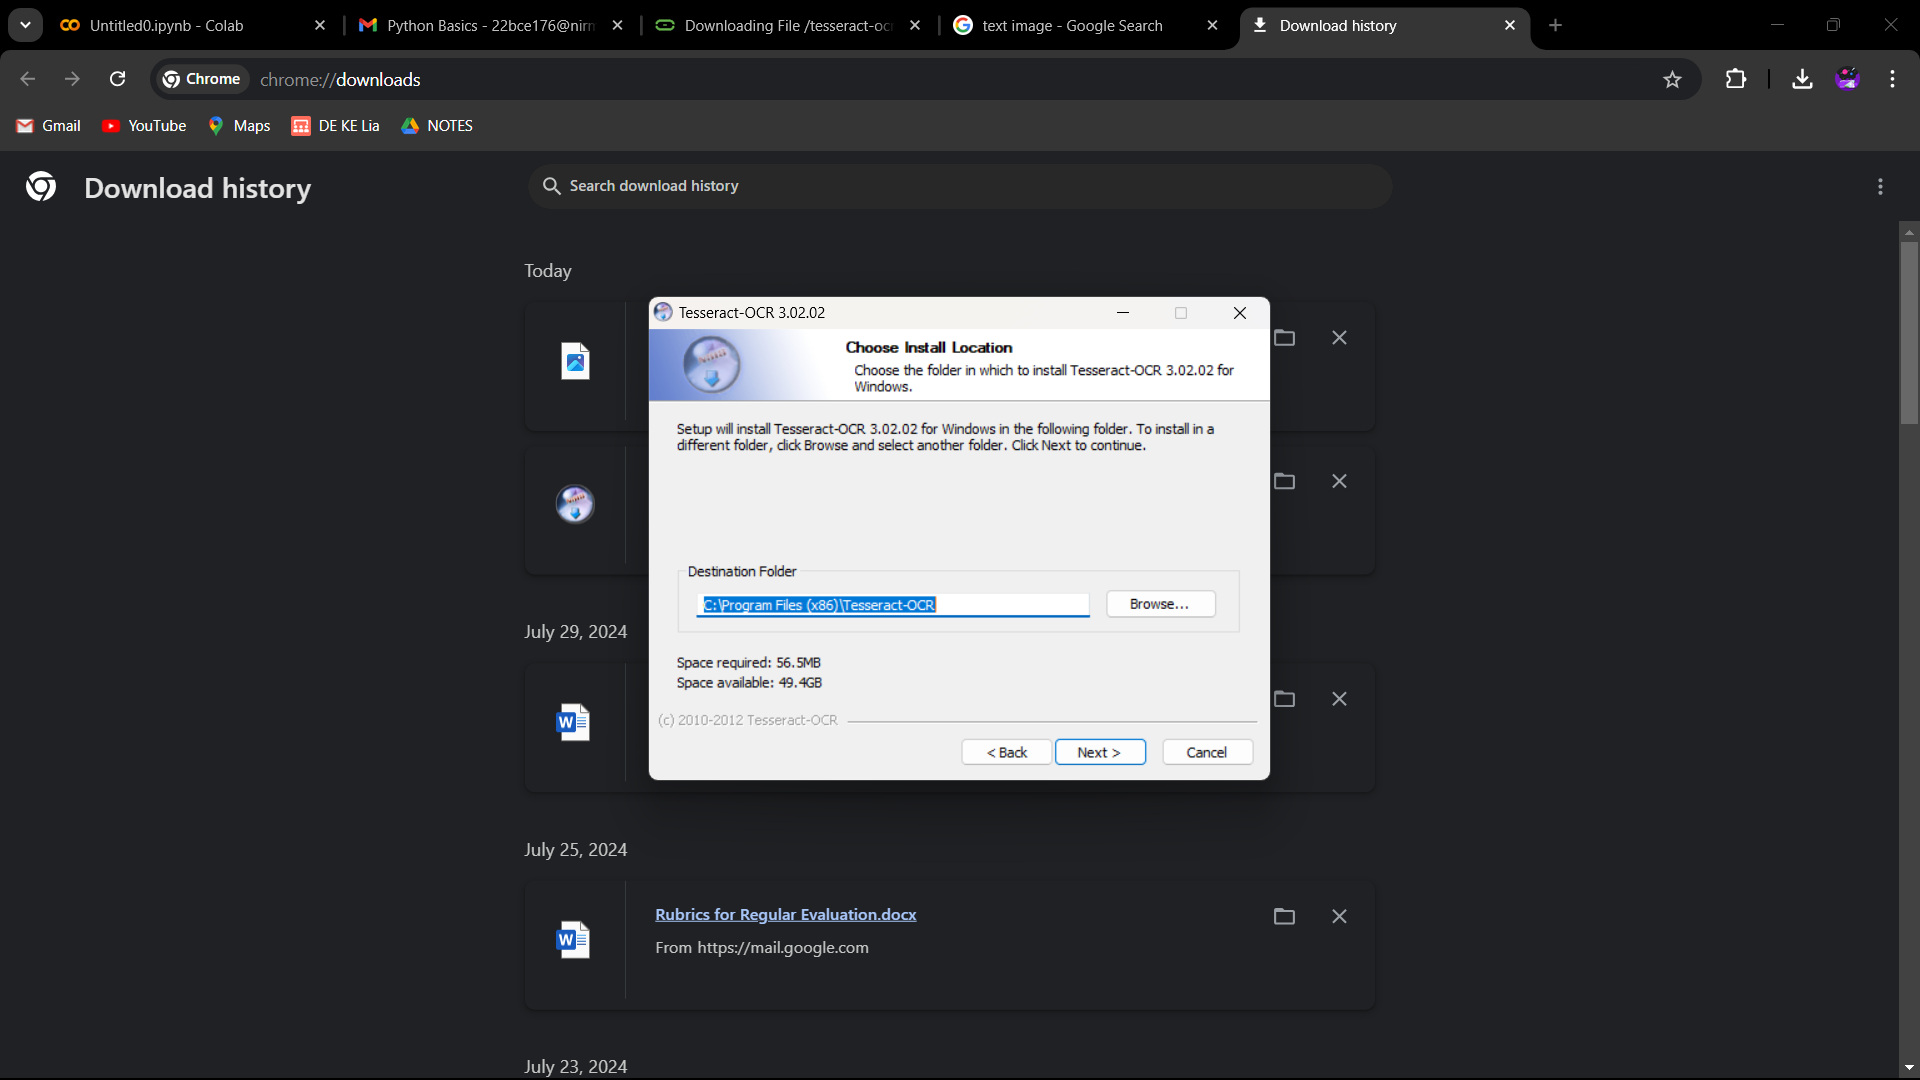 Untitled0.ipynb - Colab
Python Basics - 22bce176@nirm
Downloading File /tesseract-oc
text image - Google Search
Download history
Chrome
chrome://downloads
Gmail
YouTube
Maps
DE KE Lia
NOTES
Download history
Search download history
Today
Tesseract-OCR 3.02.02
Choose Install Location
Choose the folder in which to install Tesseract-OCR 3.02.02 for
Windows.
Setup will install Tesseract-OCR 3.02.02 for Windows in the following folder. To install in a
different folder, click Browse and select another folder. Click Next to continue.
Destination Folder
C:\Program Files (x86)\Tesseract-OCR
Browse...
Space required: 56.5MB
Space available: 49.4GB
(c) 2010-2012 Tesseract-OCR
< Back
Next >
Cancel
July 29, 2024
July 25, 2024
Rubrics for Regular Evaluation.docx
From https://mail.google.com
July 23, 2024